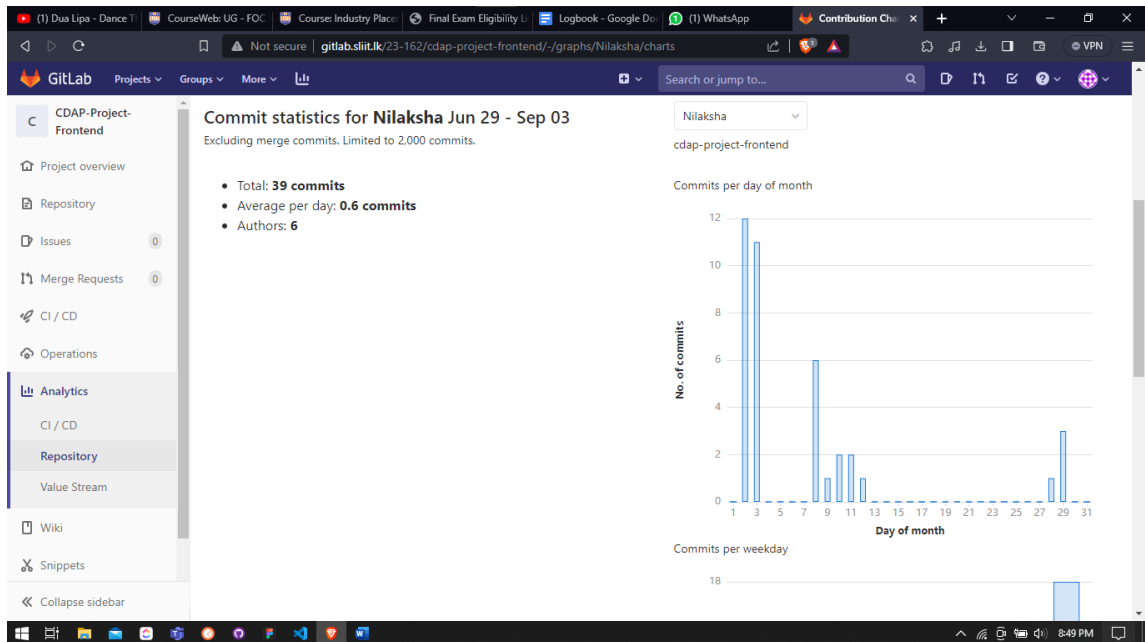 (1) Dua Lipa - Dance Th
CourseWeb: UG - FOC
Course: Industry Placem
Final Exam Eligibility Li
Logbook - Google Doc
(1) WhatsApp
Contribution Char
Not secure | gitlab.sliit.lk/23-162/cdap-project-frontend/-/graphs/Nilaksha/charts
VPN
GitLab
Projects
Groups
More
Search or jump to...
C
CDAP-Project-
Frontend
Project overview
Repository
Issues 0
Merge Requests 0
CI / CD
Operations
Analytics
CI / CD
Repository
Value Stream
Wiki
Snippets
Collapse sidebar
Commit statistics for Nilaksha Jun 29 - Sep 03
Excluding merge commits. Limited to 2,000 commits.
Total: 39 commits
Average per day: 0.6 commits
Authors: 6
Nilaksha
cdap-project-frontend
Commits per day of month
No. of commits
12
10
8
6
4
2
0
1 3 5 7 9 11 13 15 17 19 21 23 25 27 29 31
Day of month
Commits per weekday
18
8:49 PM